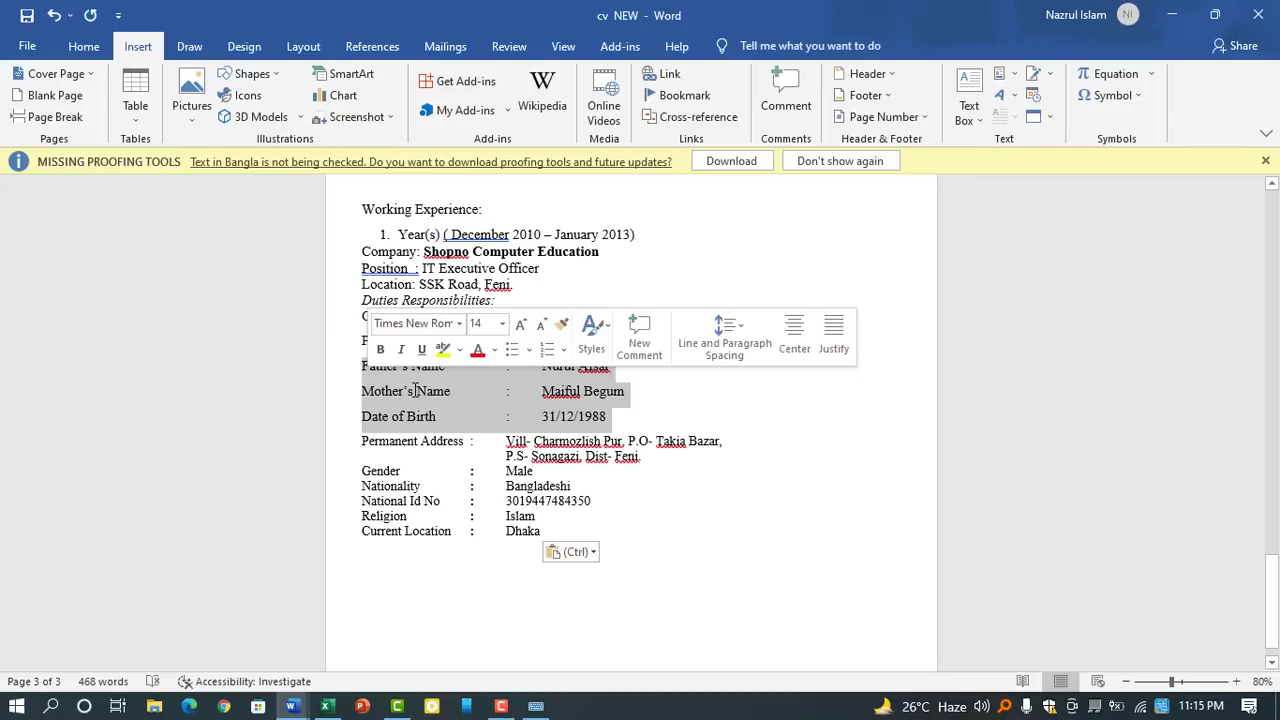 cv NEW - Word
Nazrul Islam NI
File Home Insert Draw Design Layout References Mailings Review View Add-ins Help Tell me what you want to do Share
Cover Page
Blank Page
Page Break
Pages
Table
Tables
Pictures
Shapes
Icons
3D Models
SmartArt
Chart
Screenshot
Illustrations
Get Add-ins
My Add-ins
Wikipedia
Add-ins
Online Videos
Media
Link
Bookmark
Cross-reference
Links
Comment
Comments
Header
Footer
Page Number
Header & Footer
Text Box
Text
Equation
Symbol
Symbols
MISSING PROOFING TOOLS Text in Bangla is not being checked. Do you want to download proofing tools and future updates? Download Don't show again
Working Experience:
1. Year(s) ( December 2010 – January 2013)
Company: Shopno Computer Education
Position : IT Executive Officer
Location: SSK Road, Feni.
Duties Responsibilities:
Times New Rom 14
New Comment
Styles
Line and Paragraph Spacing
Center
Justify
Father's Name :
Mother's Name : Maiful Begum
Date of Birth : 31/12/1988
Permanent Address : Vill- Charmozlish Pur, P.O- Takia Bazar,
P.S- Sonagazi, Dist- Feni.
Gender : Male
Nationality : Bangladeshi
National Id No : 3019447484350
Religion : Islam
Current Location : Dhaka
(Ctrl)
Page 3 of 3 468 words Accessibility: Investigate 80%
26°C Haze 11:15 PM